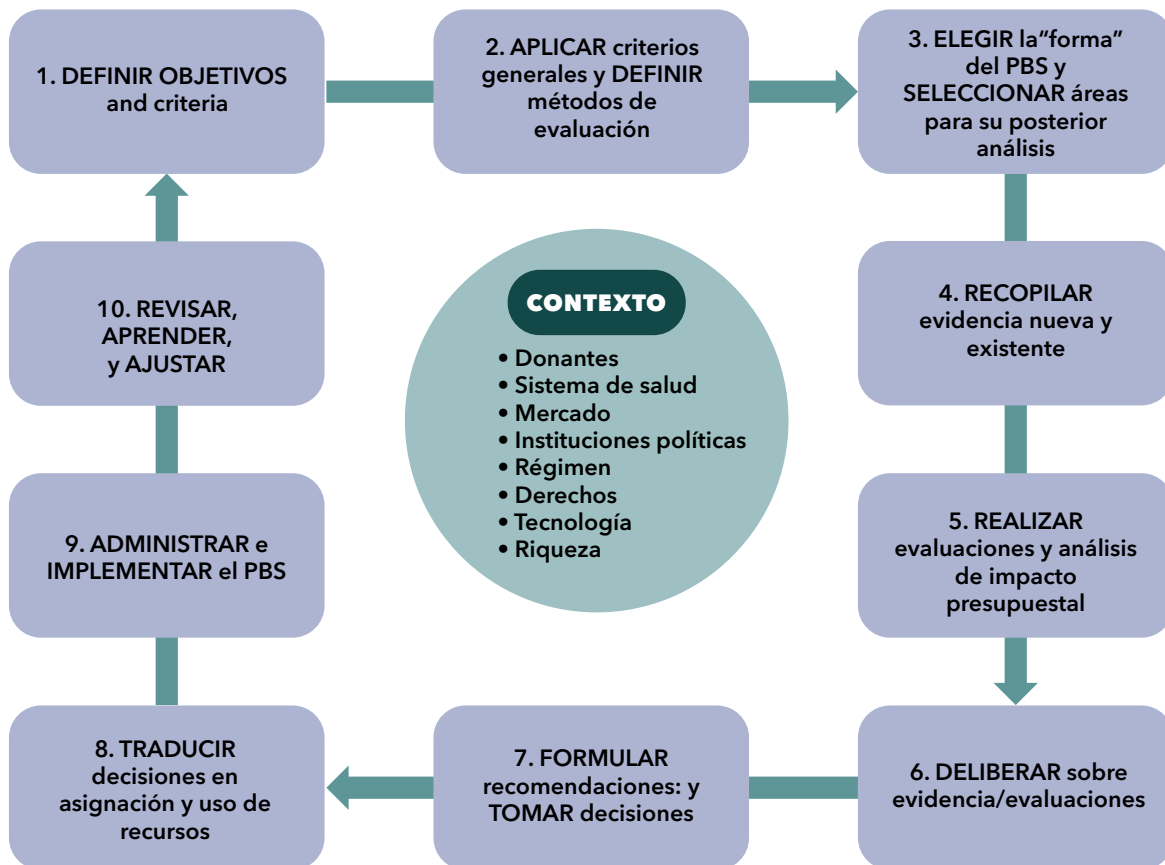 1. DEFINIR OBJETIVOS
and criteria
2. APLICAR criterios
generales y DEFINIR
métodos de
evaluación
3. ELEGIR la“forma”
del PBS y
SELECCIONAR áreas
para su posterior
análisis
4. RECOPILAR
evidencia nueva y
existente
5. REALIZAR
evaluaciones y análisis
de impacto
presupuestal
6. DELIBERAR sobre
evidencia/evaluaciones
7. FORMULAR
recomendaciones: y
TOMAR decisiones
8. TRADUCIR
decisiones en
asignación y uso de
recursos
9. ADMINISTRAR e
IMPLEMENTAR el PBS
10. REVISAR,
APRENDER,
y AJUSTAR
CONTEXTO
• Donantes
• Sistema de salud
• Mercado
• Instituciones políticas
• Régimen
• Derechos
• Tecnología
• Riqueza